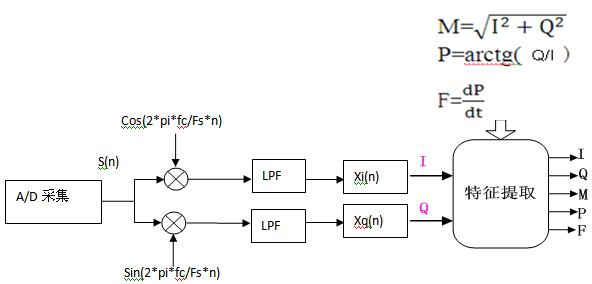 M=√I² + Q²
P=arctg( Q/I )
F=dP/dt
Cos(2*pi*fc/Fs*n)
S(n)
A/D 采集
LPF
Xi(n)
I
特征提取
I
Q
M
P
F
LPF
Xq(n)
Q
Sin(2*pi*fc/Fs*n)